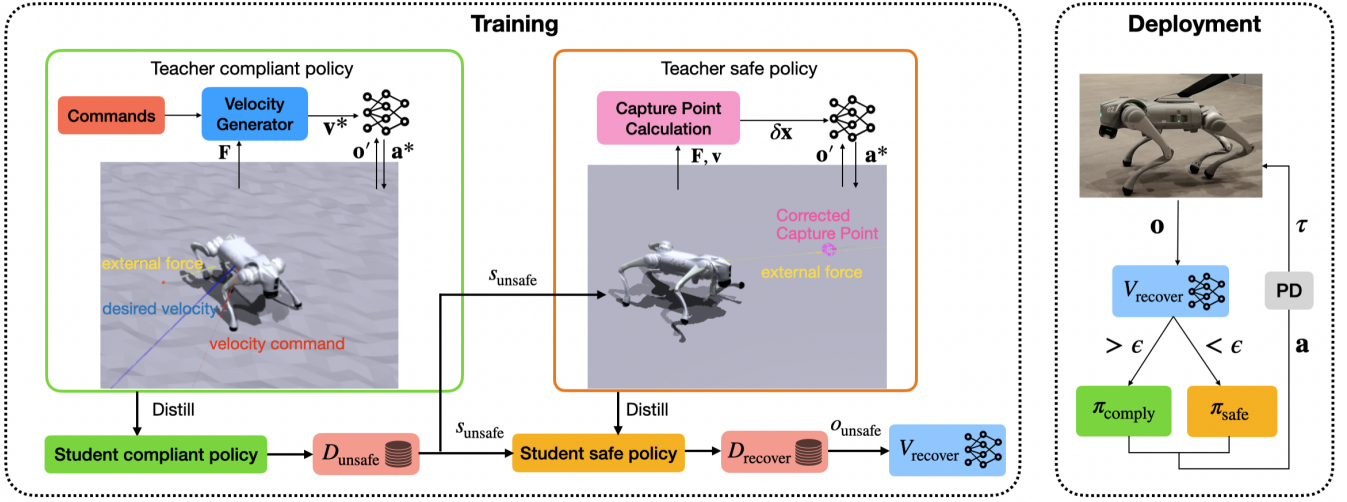 Training
Teacher compliant policy
Commands
Velocity
Generator
v*
F
o′
a*
external force
desired velocity
velocity command
Distill
Student compliant policy
D_unsafe
s_unsafe
s_unsafe
Teacher safe policy
Capture Point
Calculation
δx
F, v
o′
a*
Corrected
Capture Point
external force
Distill
Student safe policy
D_recover
o_unsafe
V_recover
Deployment
o
τ
V_recover
PD
> ϵ
< ϵ
a
π_comply
π_safe